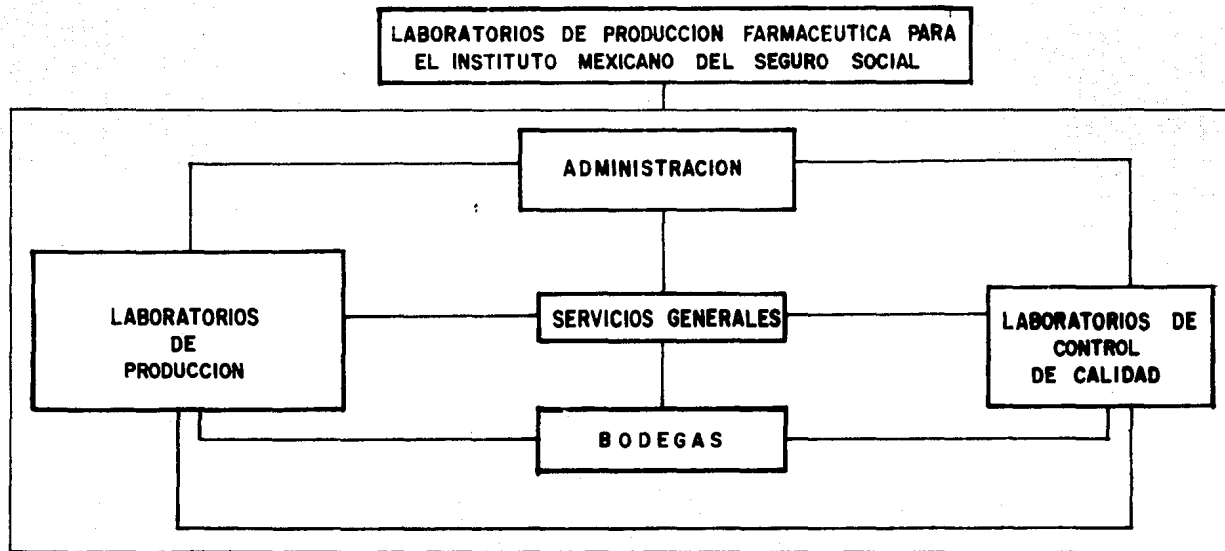 LABORATORIOS DE PRODUCCION FARMACEUTICA PARA
EL INSTITUTO MEXICANO DEL SEGURO SOCIAL
ADMINISTRACION
LABORATORIOS
DE
PRODUCCION
SERVICIOS GENERALES
LABORATORIOS DE
CONTROL
DE CALIDAD
BODEGAS